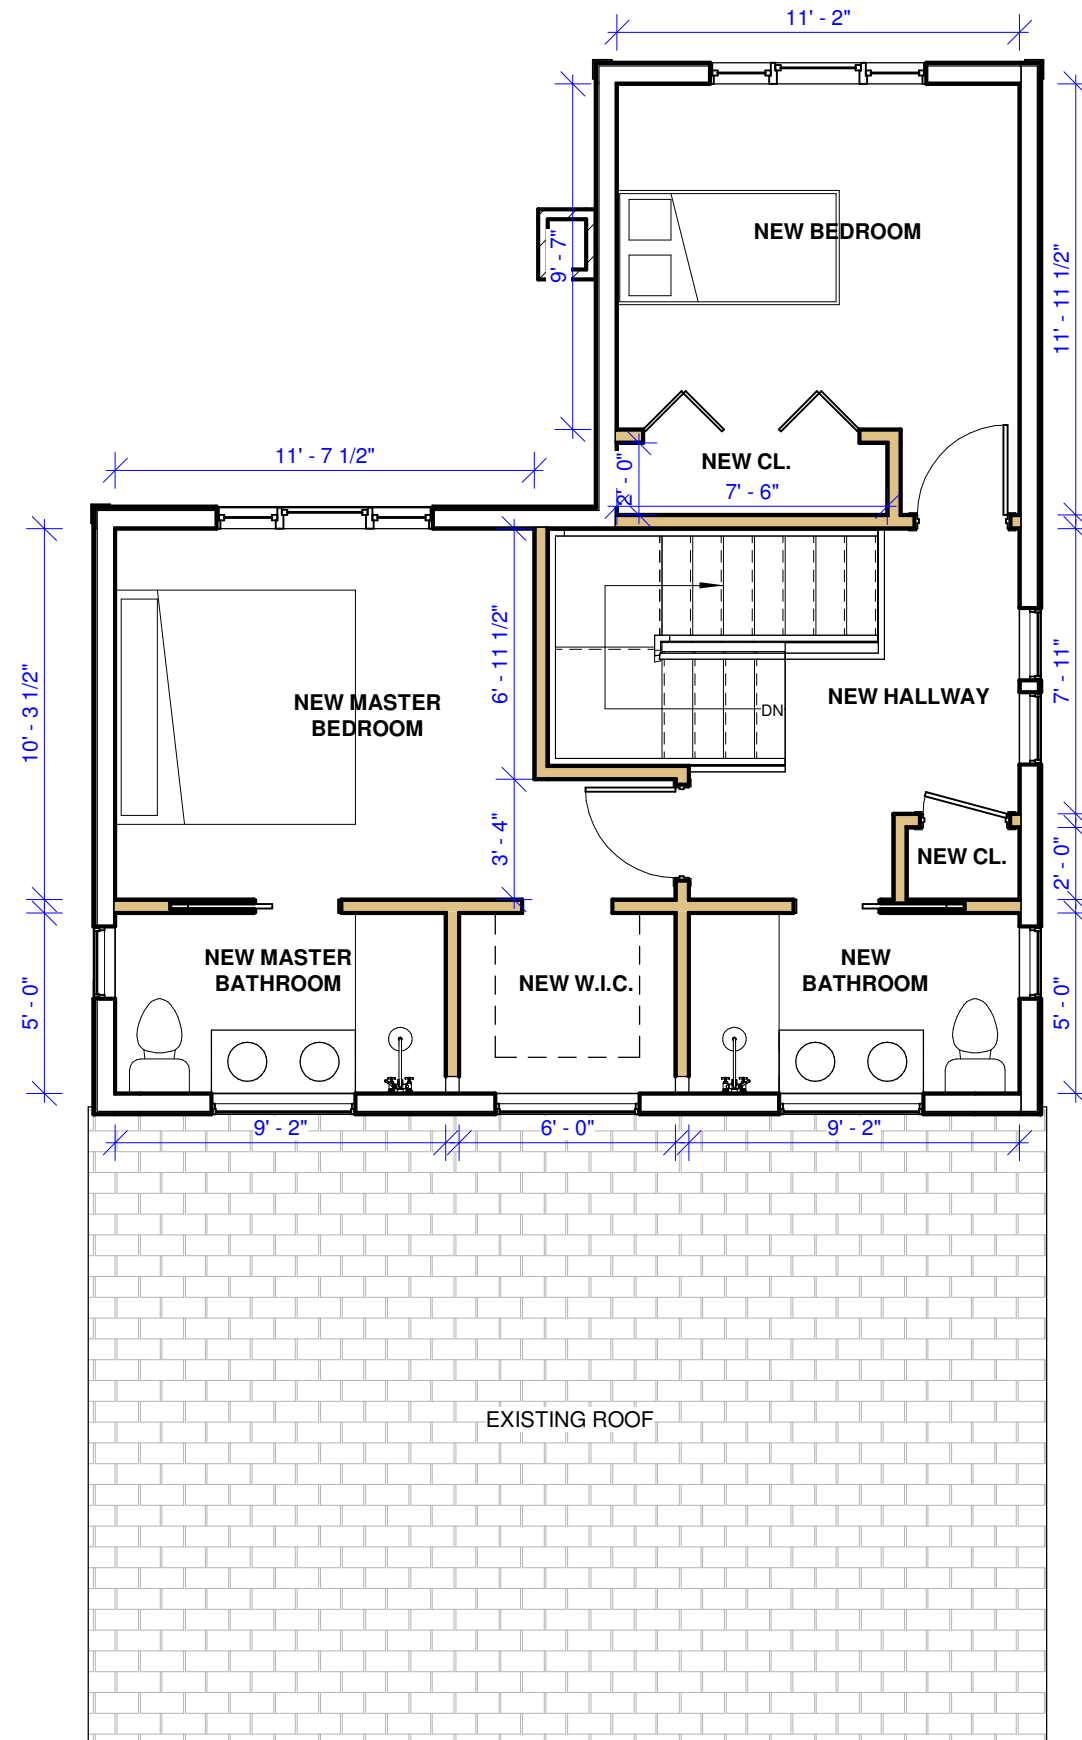 11' - 2"
NEW BEDROOM
9' - 7"
11' - 11 1/2"
11' - 7 1/2"
NEW CL.
2' - 0"
7' - 6"
10' - 3 1/2"
6' - 11 1/2"
NEW MASTER
BEDROOM
NEW HALLWAY
DN
7' - 11"
3' - 4"
NEW CL.
2' - 0"
NEW MASTER
BATHROOM
NEW W.I.C.
NEW
BATHROOM
5' - 0"
5' - 0"
9' - 2"
6' - 0"
9' - 2"
EXISTING ROOF